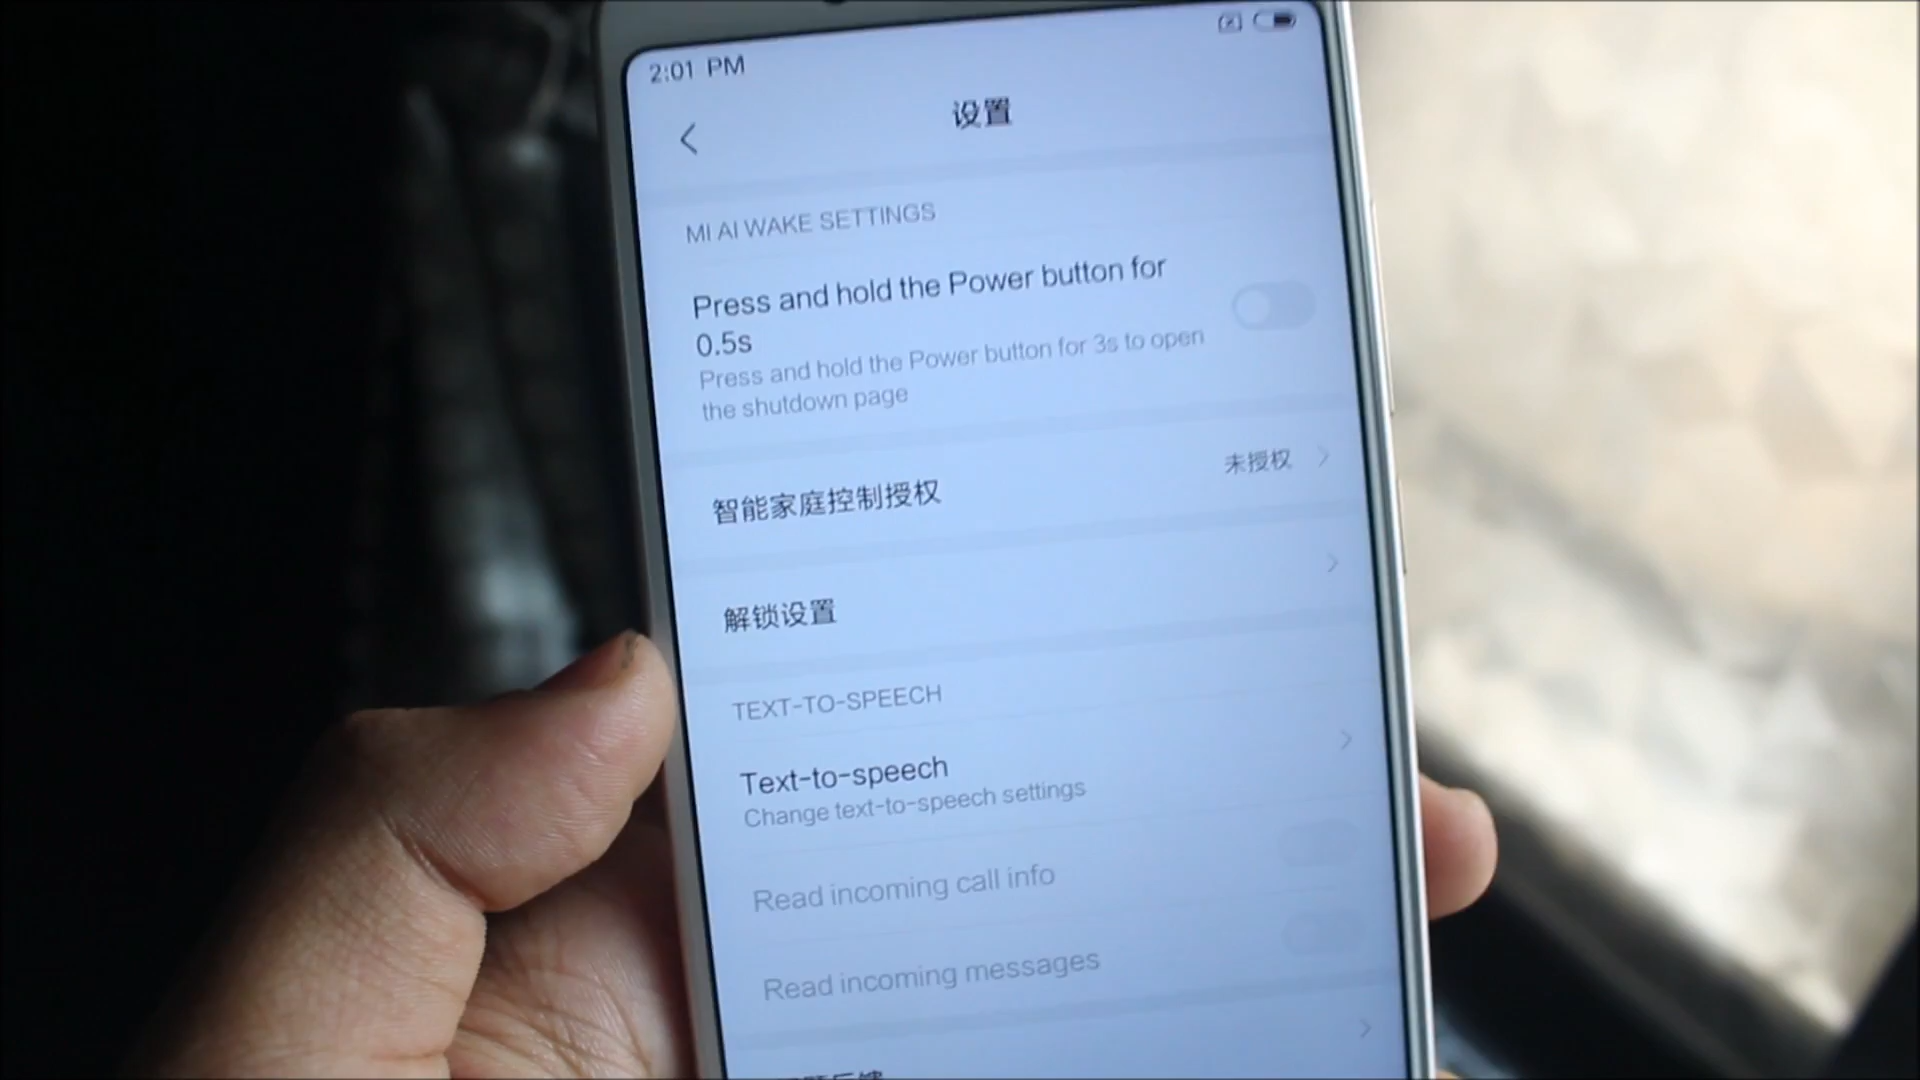 2:01 PM
设置
MI AI WAKE SETTINGS
Press and hold the Power button for
0.5s
Press and hold the Power button for 3s to open
the shutdown page
智能家庭控制授权
未授权
解锁设置
TEXT-TO-SPEECH
Text-to-speech
Change text-to-speech settings
Read incoming call info
Read incoming messages